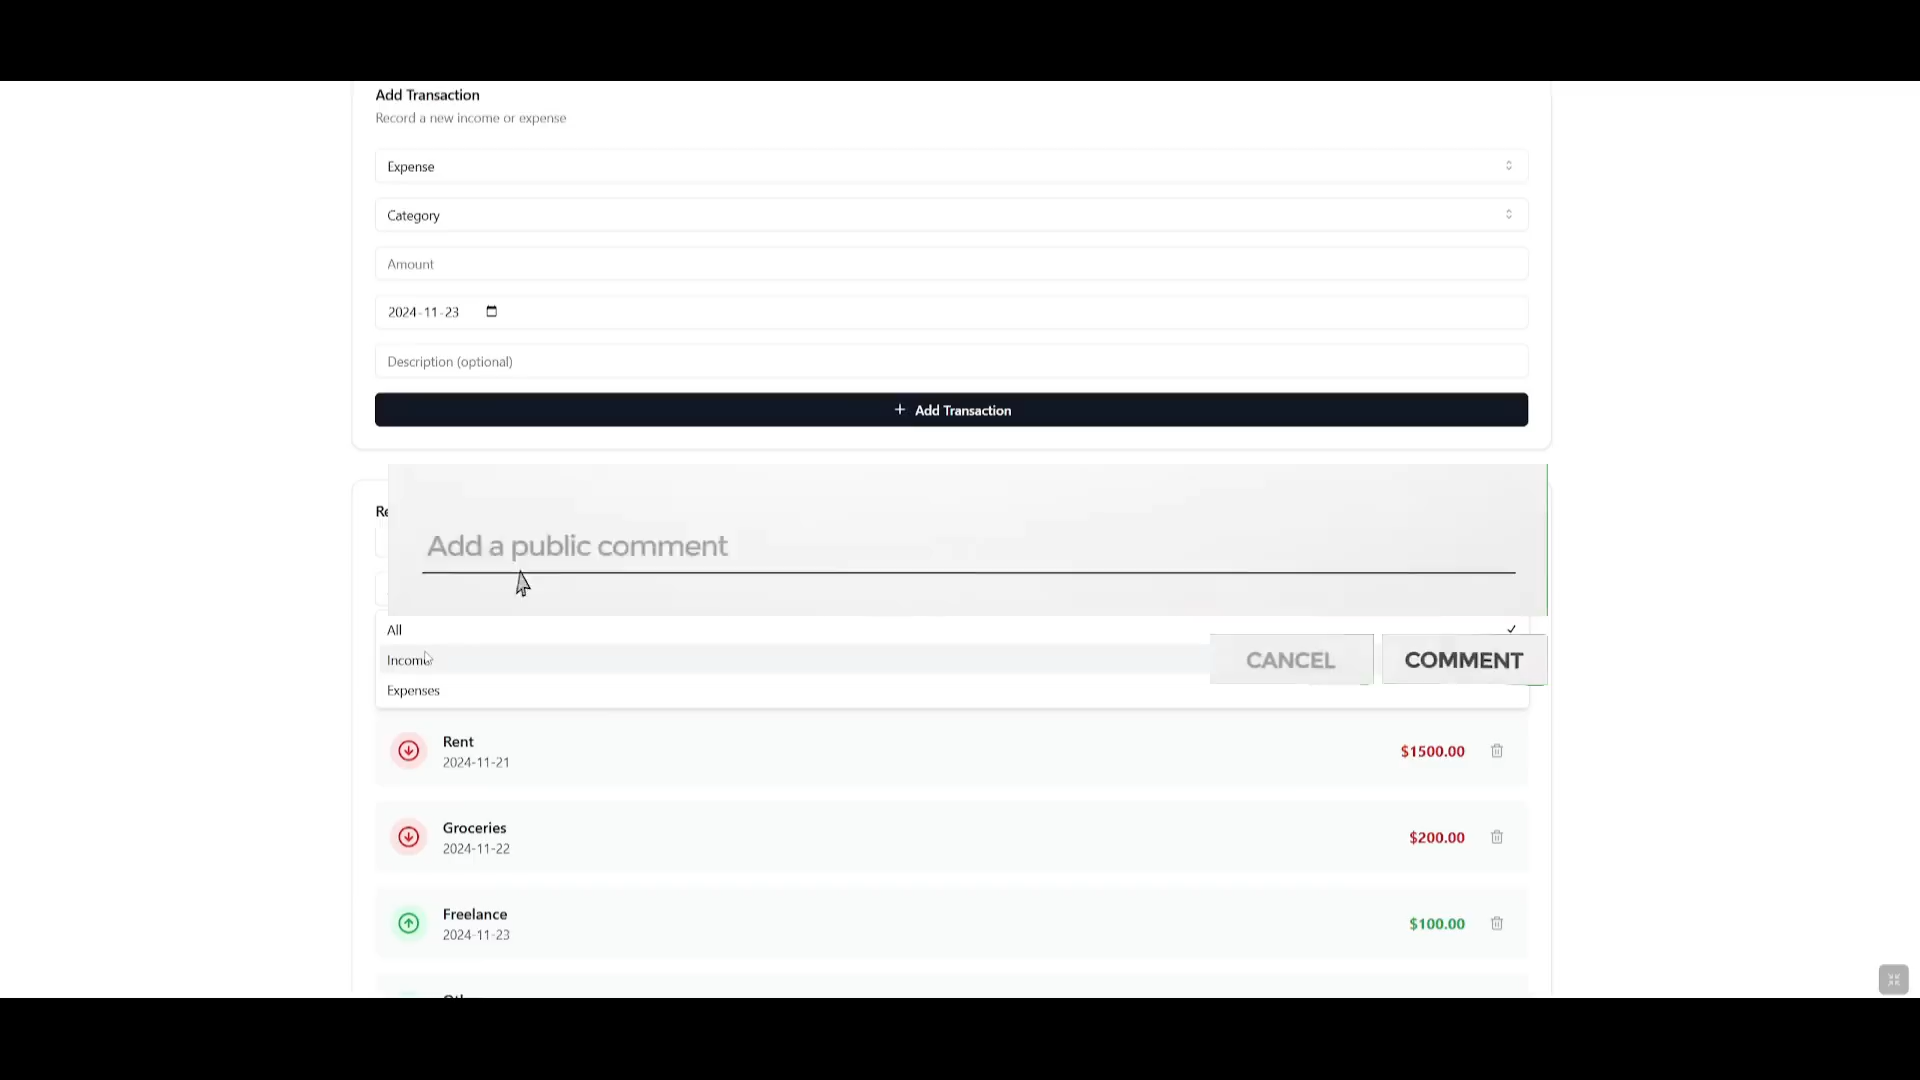 Add Transaction
Record a new income or expense
Expense
Category
Amount
2024-11-23
Description (optional)
+ Add Transaction
Add a public comment
All
Income
CANCEL
COMMENT
Expenses
Rent
$1500.00
2024-11-21
Groceries
$200.00
2024-11-22
Freelance
$100.00
2024-11-23